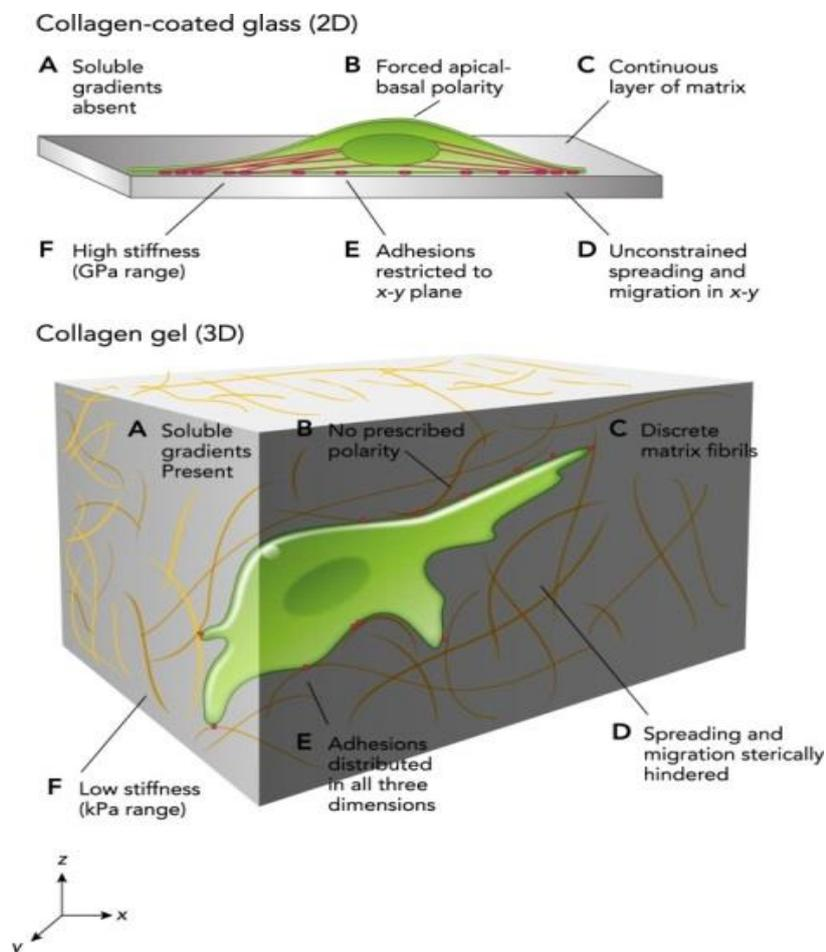 Collagen-coated glass (2D)
A Soluble
gradients
absent
B Forced apical-
basal polarity
C Continuous
layer of matrix
F High stiffness
(GPa range)
E Adhesions
restricted to
x-y plane
D Unconstrained
spreading and
migration in x-y
Collagen gel (3D)
A Soluble
gradients
Present
B No prescribed
polarity
C Discrete
matrix fibrils
F Low stiffness
(kPa range)
E Adhesions
distributed
in all three
dimensions
D Spreading and
migration sterically
hindered
z
x
y